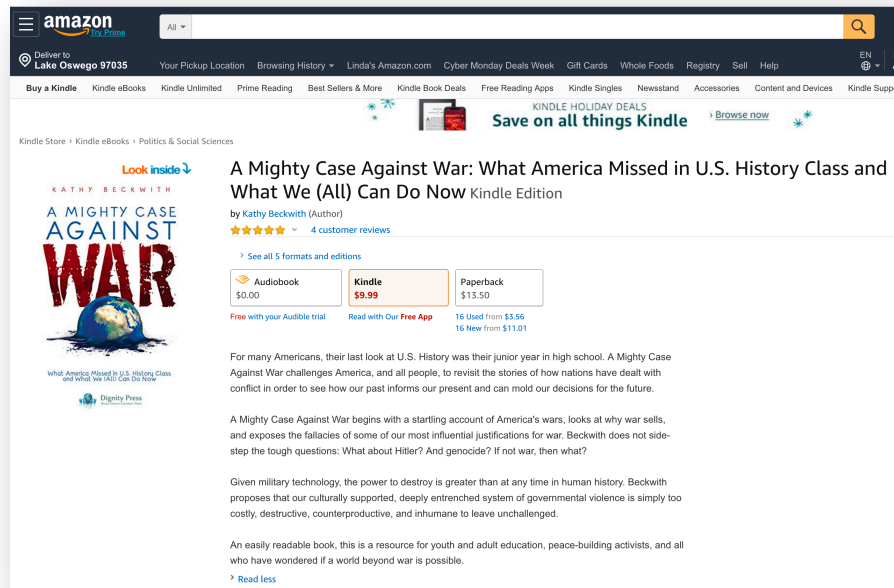 amazon
Try Prime
All
Deliver to
Lake Oswego 97035
Your Pickup Location Browsing History Linda's Amazon.com Cyber Monday Deals Week Gift Cards Whole Foods Registry Sell Help
EN
Buy a Kindle Kindle eBooks Kindle Unlimited Prime Reading Best Sellers & More Kindle Book Deals Free Reading Apps Kindle Singles Newsstand Accessories Content and Devices Kindle Supp
KINDLE HOLIDAY DEALS
Save on all things Kindle
› Browse now
Kindle Store › Kindle eBooks › Politics & Social Sciences
Look inside
KATHY BECKWITH
A MIGHTY CASE
AGAINST
WAR
What America Missed in U.S. History Class
and What We (All) Can Do Now
Dignity Press
A Mighty Case Against War: What America Missed in U.S. History Class and
What We (All) Can Do Now Kindle Edition
by Kathy Beckwith (Author)
4 customer reviews
› See all 5 formats and editions
Audiobook
$0.00
Kindle
$9.99
Paperback
$13.50
Free with your Audible trial
Read with Our Free App
16 Used from $3.56
16 New from $11.01
For many Americans, their last look at U.S. History was their junior year in high school. A Mighty Case
Against War challenges America, and all people, to revisit the stories of how nations have dealt with
conflict in order to see how our past informs our present and can mold our decisions for the future.
A Mighty Case Against War begins with a startling account of America's wars, looks at why war sells,
and exposes the fallacies of some of our most influential justifications for war. Beckwith does not side-
step the tough questions: What about Hitler? And genocide? If not war, then what?
Given military technology, the power to destroy is greater than at any time in human history. Beckwith
proposes that our culturally supported, deeply entrenched system of governmental violence is simply too
costly, destructive, counterproductive, and inhumane to leave unchallenged.
An easily readable book, this is a resource for youth and adult education, peace-building activists, and all
who have wondered if a world beyond war is possible.
› Read less